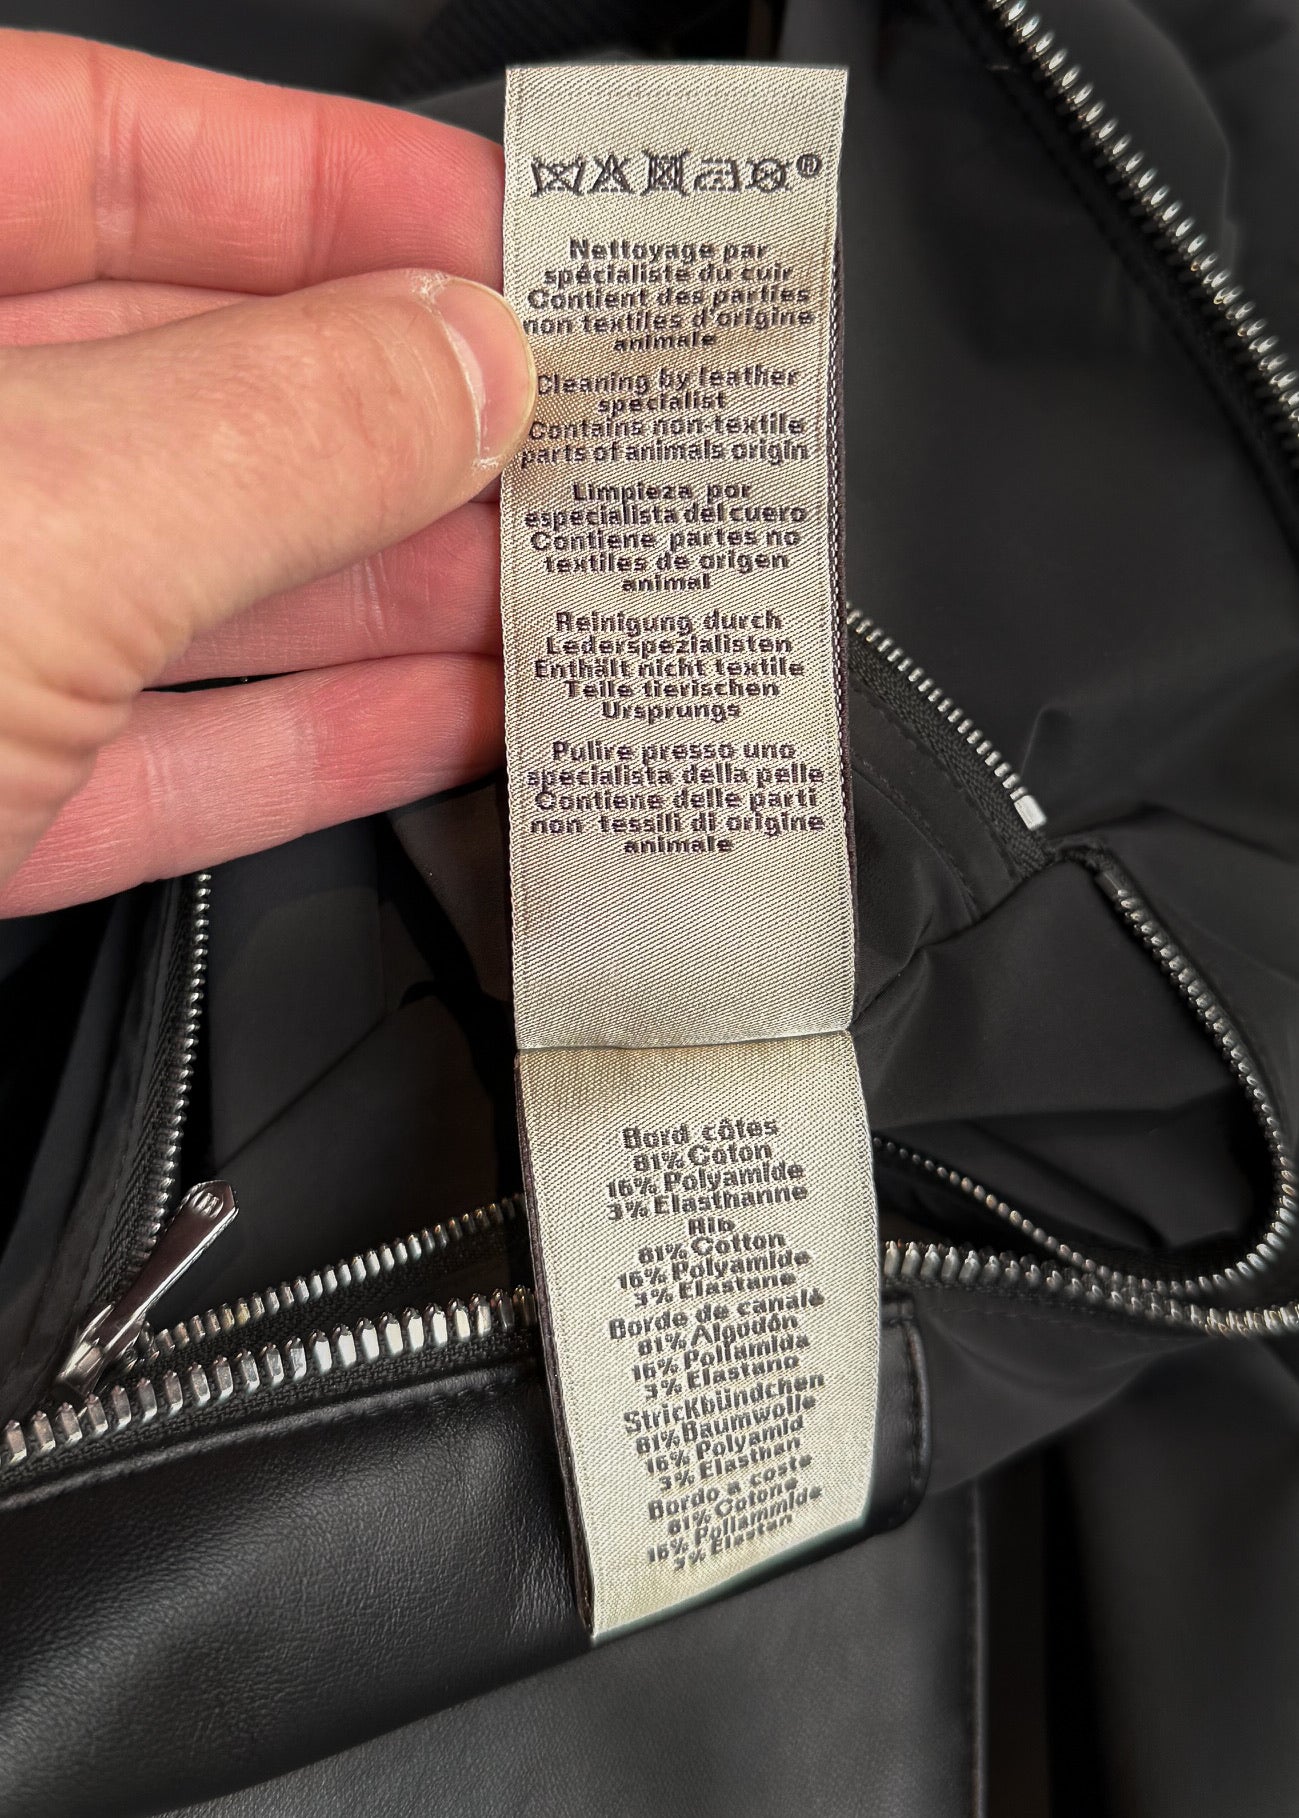 ®
Nettoyage par
spécialiste du cuir
Contient des parties
non textiles d'origine
animale
Cleaning by leather
specialist
Contains non-textile
parts of animals origin
Limpieza por
especialista del cuero
Contiene partes no
textiles de origen
animal
Reinigung durch
Lederspezialisten
Enthält nicht textile
Teile tierischen
Ursprungs
Pulire presso uno
specialista della pelle
Contiene delle parti
non tessili di origine
animale
Bord côtes
81% Coton
16% Polyamide
3% Elasthanne
Rib
81% Cotton
16% Polyamide
3% Elastane
Borde de canalé
81% Algodón
16% Poliamida
3% Elastano
Strickbündchen
81% Baumwolle
16% Polyamid
3% Elasthan
Bordo a coste
81% Cotone
16% Poliammide
3% Elastan